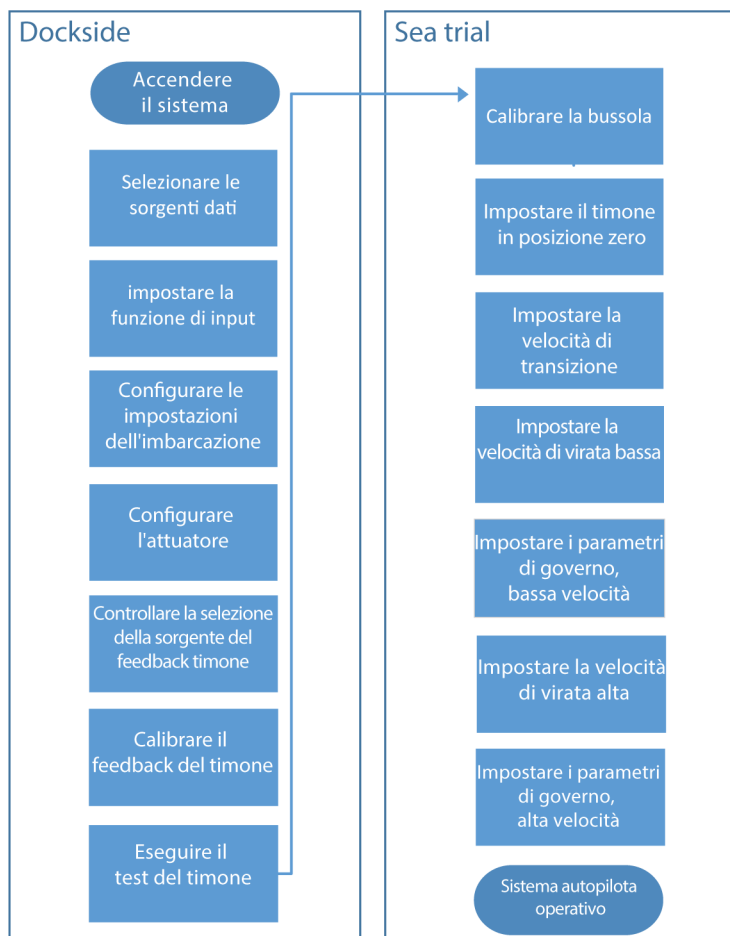 Dockside
Accendere
il sistema
Selezionare le
sorgenti dati
impostare la
funzione di input
Configurare le
impostazioni
dell'imbarcazione
Configurare
l'attuatore
Controllare la selezione
della sorgente del
feedback timone
Calibrare il
feedback del timone
Eseguire il
test del timone
Sea trial
Calibrare la bussola
Impostare il timone
in posizione zero
Impostare la
velocità di
transizione
Impostare la
velocità di virata bassa
Impostare i parametri
di governo,
bassa velocità
Impostare la velocità
di virata alta
Impostare i parametri
di governo,
alta velocità
Sistema autopilota
operativo